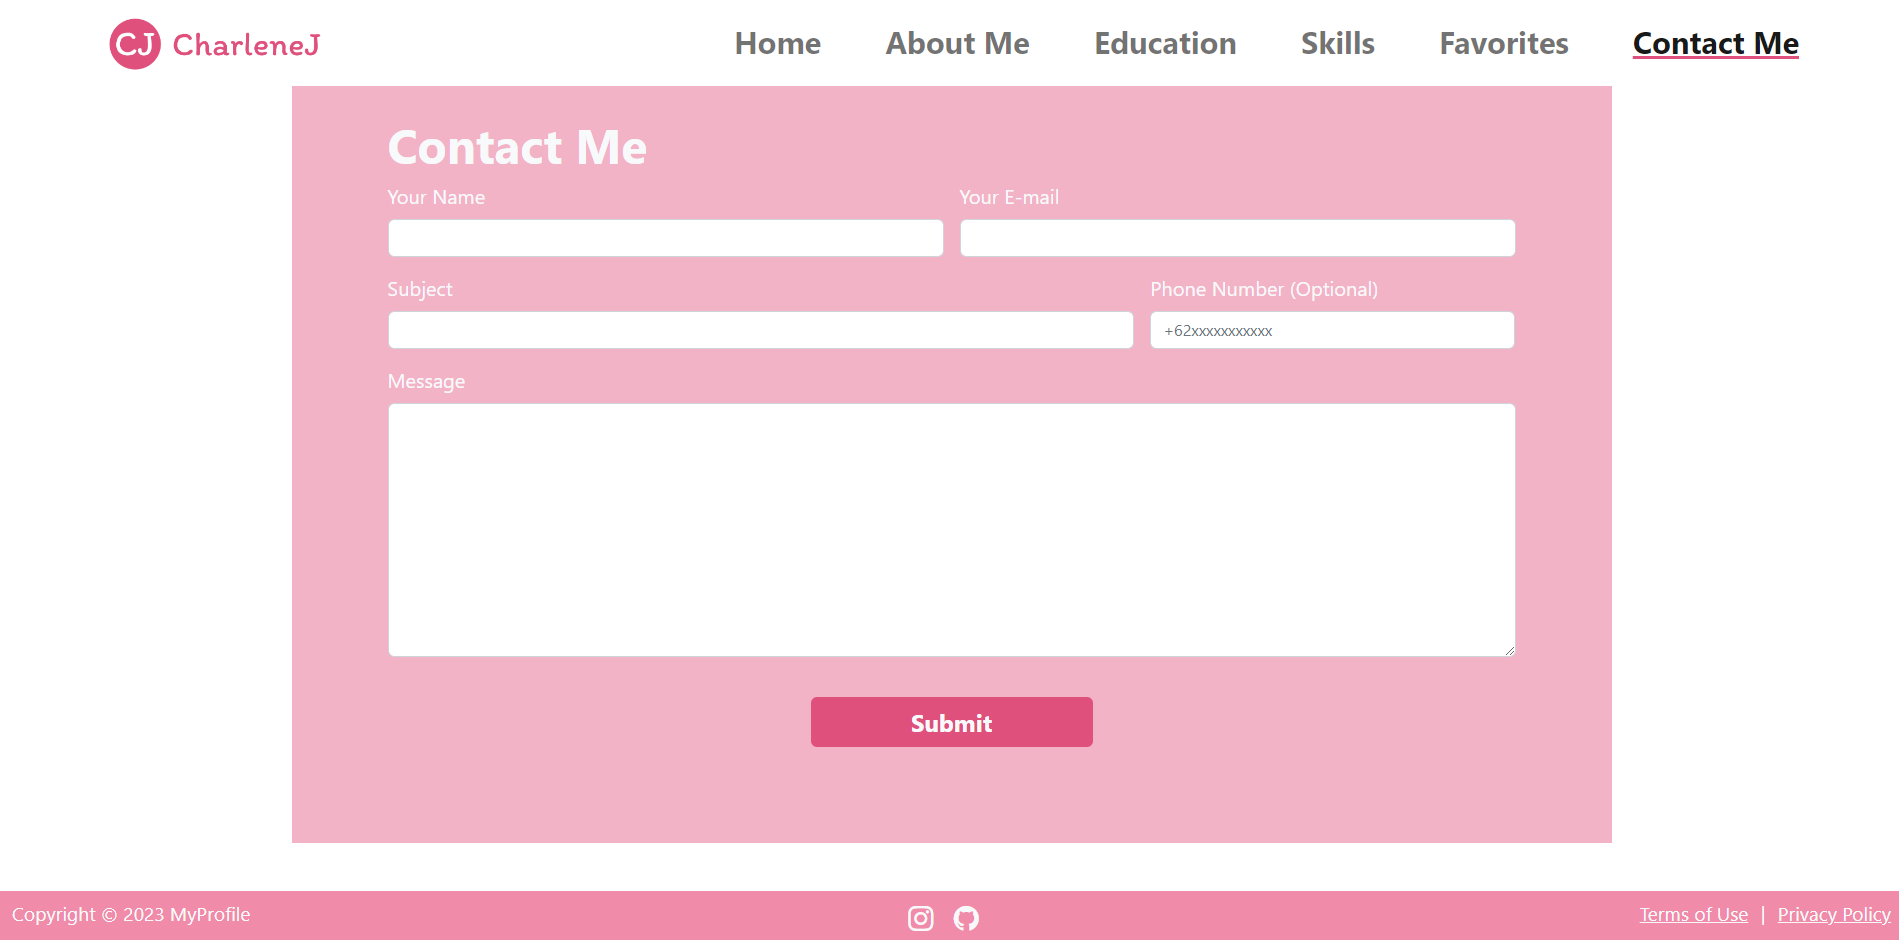 CJ CharleneJ Home About Me Education Skills Favorites Contact Me
Contact Me
Your Name Your E-mail
Subject Phone Number (Optional)
+62xxxxxxxxxxx
Message
Submit
Copyright © 2023 MyProfile Terms of Use | Privacy Policy